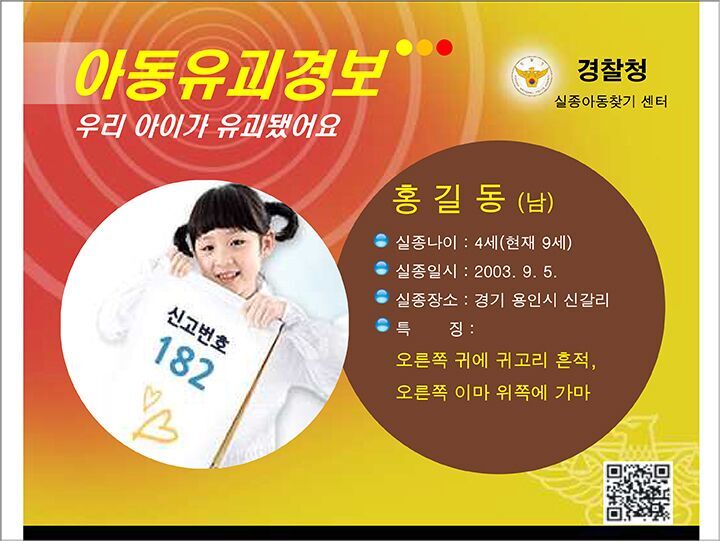 아동유괴경보
우리 아이가 유괴됐어요
경찰청
실종아동찾기 센터
신고번호
182
홍 길 동 (남)
실종나이 : 4세(현재 9세)
실종일시 : 2003. 9. 5.
실종장소 : 경기 용인시 신갈리
특 징 :
오른쪽 귀에 귀고리 흔적,
오른쪽 이마 위쪽에 가마